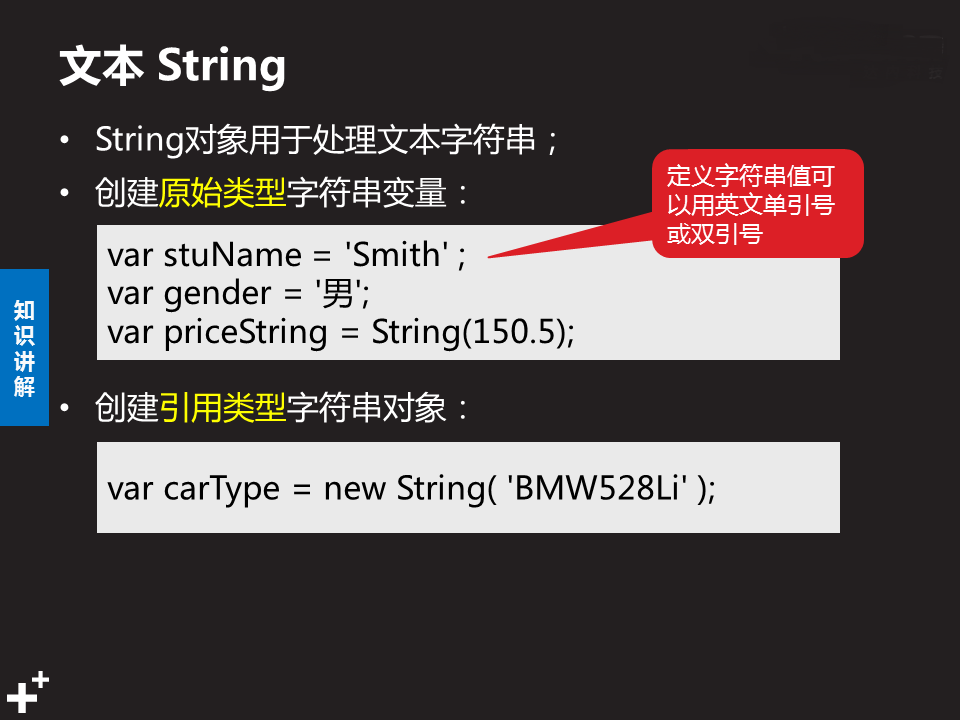 文本 String
• String对象用于处理文本字符串；
• 创建原始类型字符串变量：
定义字符串值可
以用英文单引号
或双引号
var stuName = 'Smith' ;
var gender = '男';
var priceString = String(150.5);
知
识
讲
解
• 创建引用类型字符串对象：
var carType = new String( 'BMW528Li' );